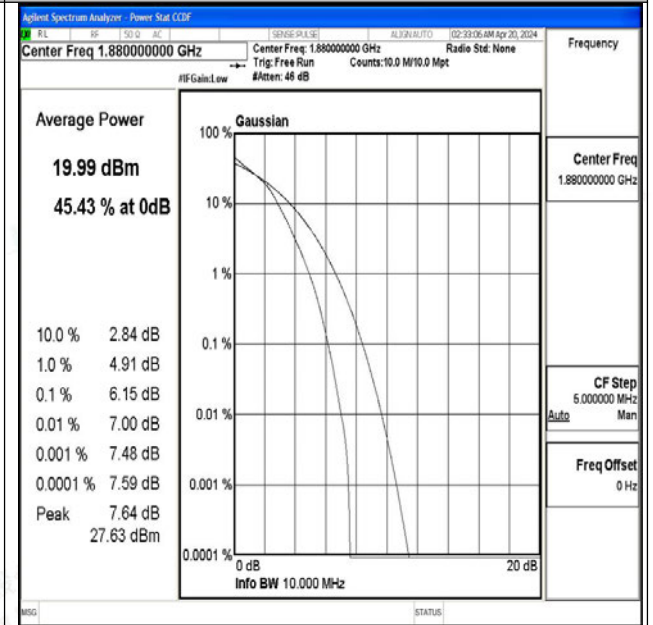 Agilent Spectrum Analyzer - Power Stat CCDF
RL RF 50 Ω AC SENSE:PULSE ALIGN AUTO 02:33:06 AM Apr 20, 2024
Center Freq 1.880000000 GHz
Center Freq: 1.880000000 GHz Radio Std: None
Trig: Free Run Counts:10.0 M/10.0 Mpt
#IFGain:Low #Atten: 46 dB
Frequency
Average Power
19.99 dBm
45.43 % at 0dB
10.0 % 2.84 dB
1.0 % 4.91 dB
0.1 % 6.15 dB
0.01 % 7.00 dB
0.001 % 7.48 dB
0.0001 % 7.59 dB
Peak 7.64 dB
27.63 dBm
Gaussian
100 %
10 %
1 %
0.1 %
0.01 %
0.001 %
0.0001 %
0 dB 20 dB
Info BW 10.000 MHz
Center Freq
1.880000000 GHz
CF Step
5.000000 MHz
Auto Man
Freq Offset
0 Hz
MSG STATUS